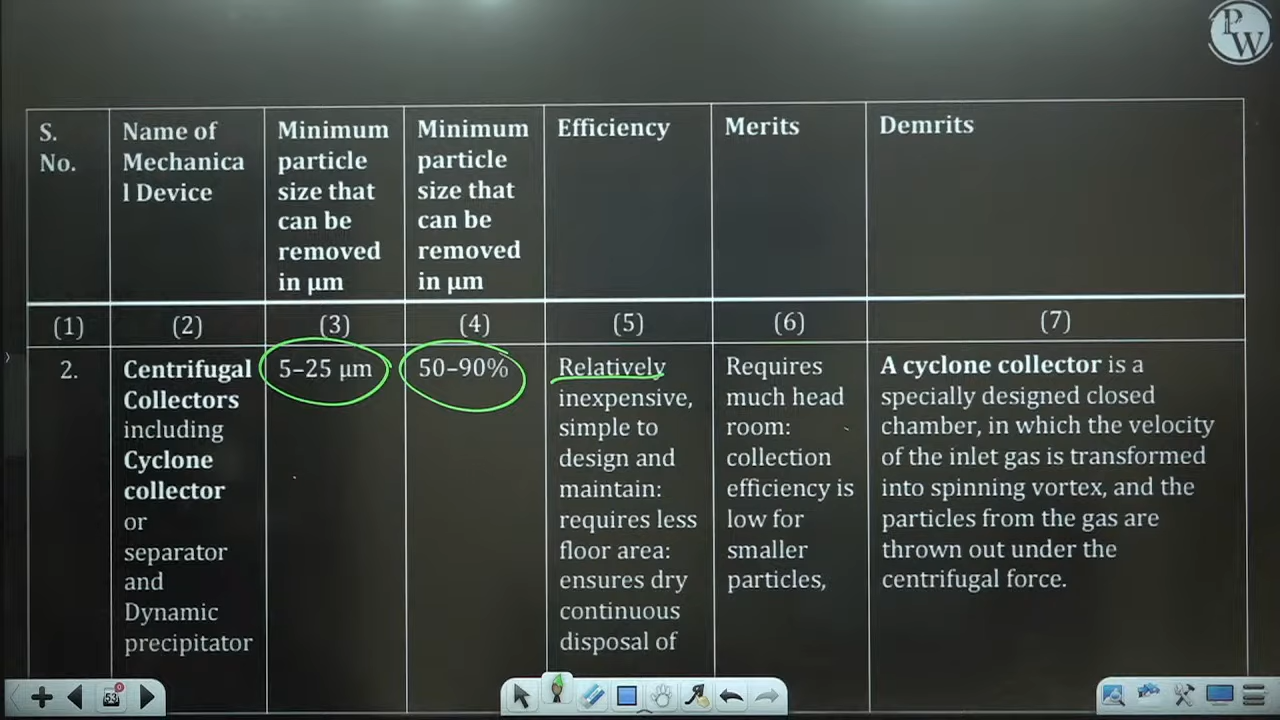 PW
S.
No.
Name of
Mechanica
l Device
Minimum
particle
size that
can be
removed
in μm
Minimum
particle
size that
can be
removed
in μm
Efficiency
Merits
Demrits
(1)
(2)
(3)
(4)
(5)
(6)
(7)
2.
Centrifugal
Collectors
including
Cyclone
collector
or
separator
and
Dynamic
precipitator
5–25 μm
50–90%
Relatively
inexpensive,
simple to
design and
maintain:
requires less
floor area:
ensures dry
continuous
disposal of
Requires
much head
room:
collection
efficiency is
low for
smaller
particles,
A cyclone collector is a
specially designed closed
chamber, in which the velocity
of the inlet gas is transformed
into spinning vortex, and the
particles from the gas are
thrown out under the
centrifugal force.
53
0